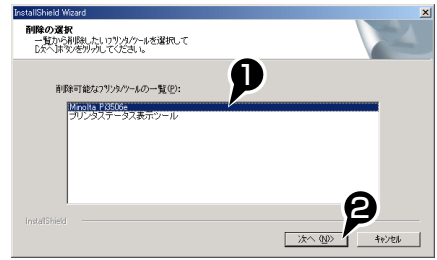 InstallShield Wizard
削除の選択
一覧から削除したいプリンタ/ツールを選択して
[次へ]ボタンをクリックしてください。
1
削除可能なプリンタ/ツールの一覧(P):
Minolta Pi3506e
プリンタステータス表示ツール
2
InstallShield
次へ(N)>
キャンセル